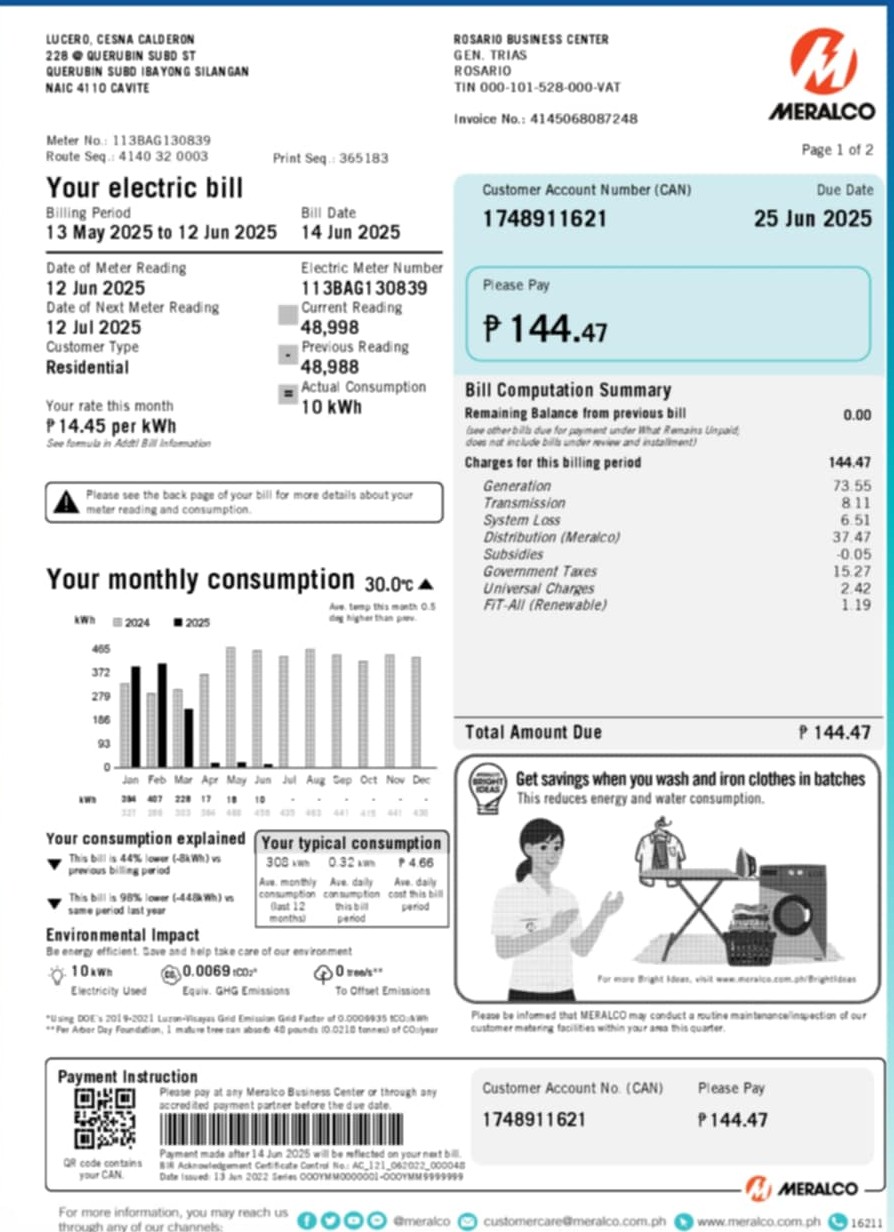 LUCERO, CESNA CALDERON
228 @ QUERUBIN SUBD ST
QUERUBIN SUBD IBAYONG SILANGAN
NAIC 4110 CAVITE
ROSARIO BUSINESS CENTER
GEN. TRIAS
ROSARIO
TIN 000-101-528-000-VAT
Invoice No.: 4145068087248
MERALCO
Page 1 of 2
Meter No.: 113BAG130839
Route Seq.: 4140 32 0003
Print Seq.: 365183
Your electric bill
Billing Period
13 May 2025 to 12 Jun 2025
Bill Date
14 Jun 2025
Date of Meter Reading
12 Jun 2025
Date of Next Meter Reading
12 Jul 2025
Customer Type
Residential
Your rate this month
₱ 14.45 per kWh
See formula in Addtl Bill Information
Electric Meter Number
113BAG130839
Current Reading
48,998
- Previous Reading
48,988
= Actual Consumption
10 kWh
Please see the back page of your bill for more details about your
meter reading and consumption.
Customer Account Number (CAN)
1748911621
Due Date
25 Jun 2025
Please Pay
₱ 144.47
Bill Computation Summary
Remaining Balance from previous bill 0.00
(see other bills due for payment under What Remains Unpaid;
does not include bills under review and installment)
Charges for this billing period 144.47
Generation 73.55
Transmission 8.11
System Loss 6.51
Distribution (Meralco) 37.47
Subsidies -0.05
Government Taxes 15.27
Universal Charges 2.42
FiT-All (Renewable) 1.19
Total Amount Due ₱ 144.47
Your monthly consumption 30.0°C
Ave. temp this month 0.5
deg higher than prev.
kWh 2024 2025
465
372
279
186
93
0
Jan Feb Mar Apr May Jun Jul Aug Sep Oct Nov Dec
kWh 394 407 228 17 18 10 - - - - - -
Your consumption explained
This bill is 44% lower (-8kWh) vs
previous billing period
This bill is 98% lower (-448kWh) vs
same period last year
Your typical consumption
308 kWh 0.32 kWh ₱ 4.66
Ave. monthly
consumption
(last 12
months)
Ave. daily
consumption
this bill
period
Ave. daily
cost this bill
period
Environmental Impact
Be energy efficient. Save and help take care of our environment
10 kWh
Electricity Used
CO₂ 0.0069 tCO2*
Equiv. GHG Emissions
0 tree/s**
To Offset Emissions
*Using DOE's 2019-2021 Luzon-Visayas Grid Emission Grid Factor of 0.0006935 tCO2/kWh
**Per Arbor Day Foundation, 1 mature tree can absorb 48 pounds (0.0218 tonnes) of CO2/year
BRIGHT
IDEAS
Get savings when you wash and iron clothes in batches
This reduces energy and water consumption.
For more Bright Ideas, visit www.meralco.com.ph/BrightIdeas
Please be informed that MERALCO may conduct a routine maintenance/inspection of our
customer metering facilities within your area this quarter.
Payment Instruction
Please pay at any Meralco Business Center or through any
accredited payment partner before the due date.
QR code contains
your CAN.
Payment made after 14 Jun 2025 will be reflected on your next bill.
BIR Acknowledgement Certificate Control No.: AC_121_062022_000048
Date Issued: 13 Jun 2022 Series 000YMM0000001-000YMM9999999
Customer Account No. (CAN)
1748911621
Please Pay
₱ 144.47
MERALCO
For more information, you may reach us
through any of our channels:
@meralco
customercare@meralco.com.ph
www.meralco.com.ph
16211